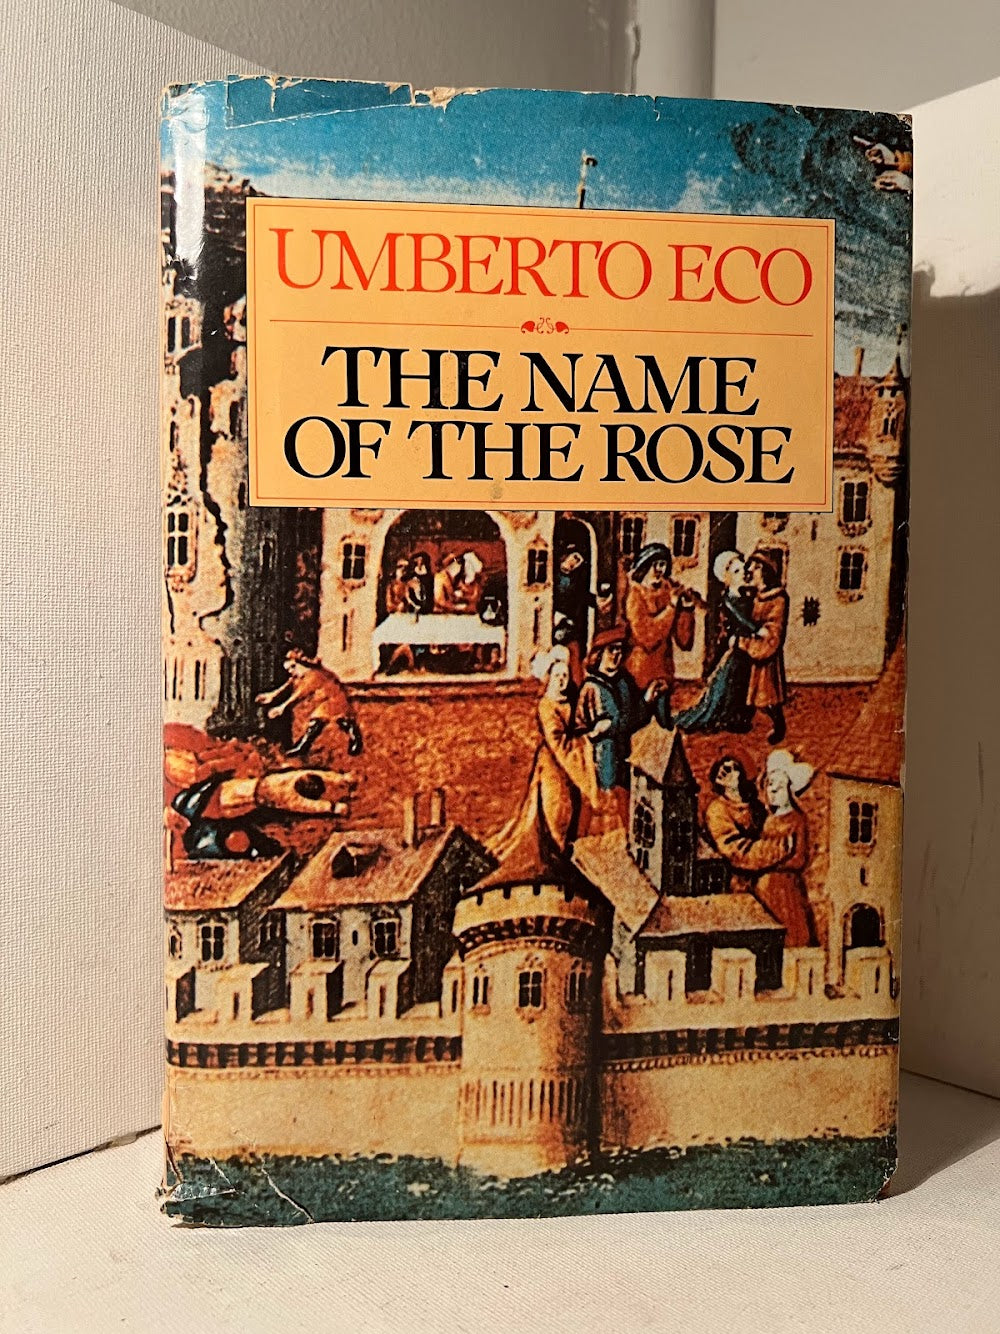 UMBERTO ECO
THE NAME
OF THE ROSE